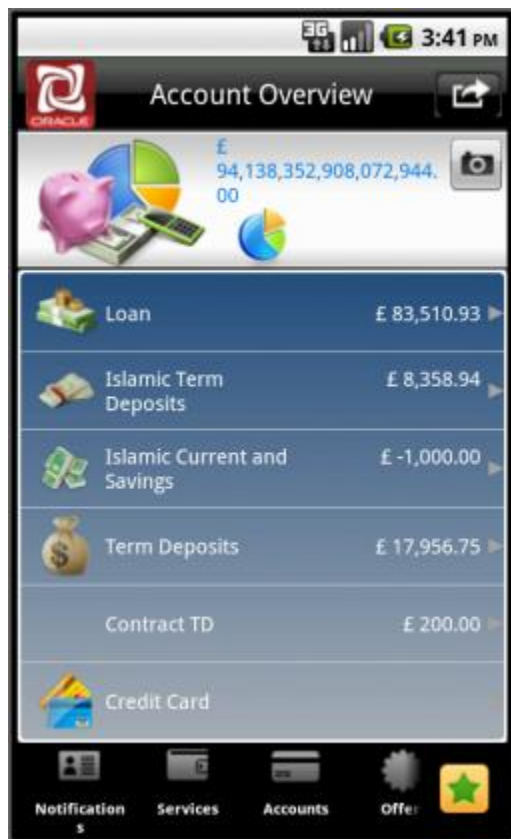 3G
3:41 PM
ORACLE
Account Overview
£
94,138,352,908,072,944.
00
Loan £ 83,510.93
Islamic Term
Deposits
£ 8,358.94
Islamic Current and
Savings
£ -1,000.00
$
Term Deposits £ 17,956.75
Contract TD £ 200.00
Credit Card
Notification
s
Services
Accounts
Offer